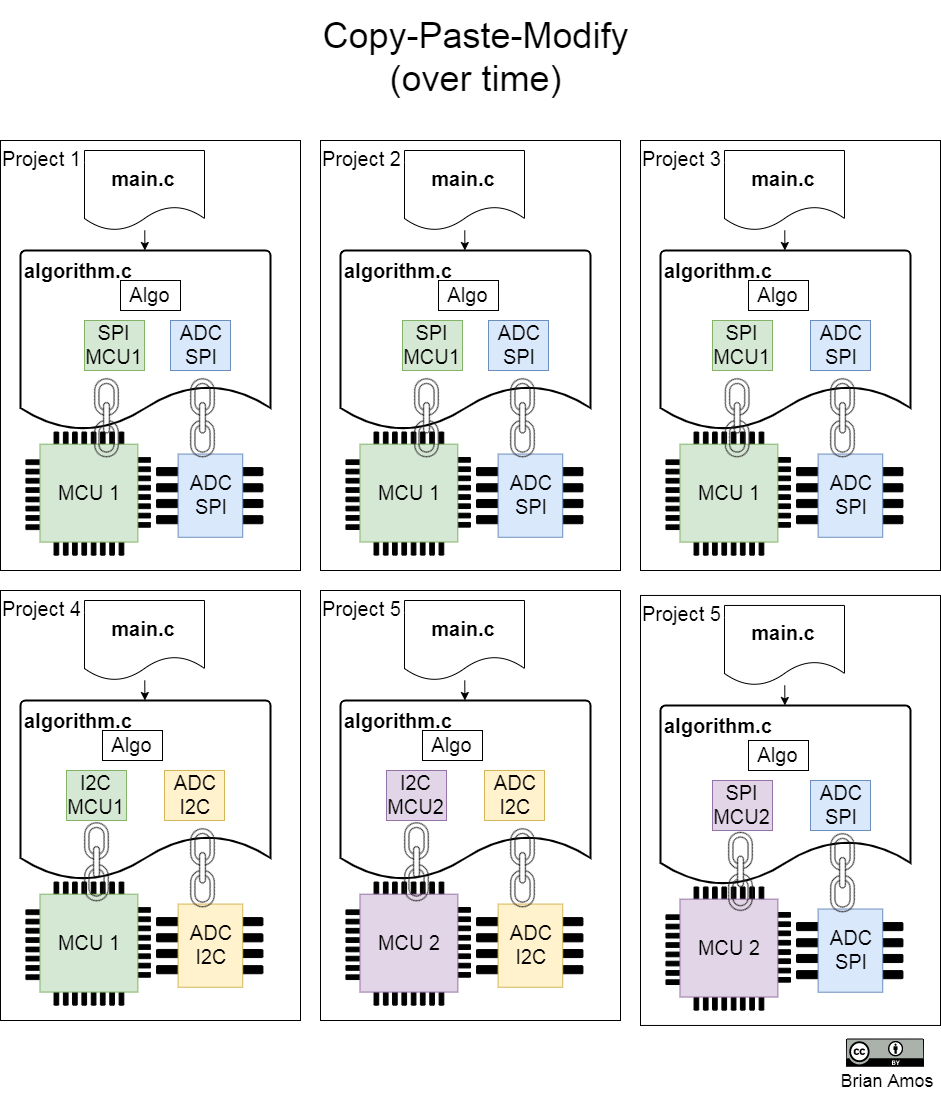 Copy-Paste-Modify
(over time)
Project 1
main.c
algorithm.c
Algo
SPI
MCU1
ADC
SPI
MCU 1
ADC
SPI
Project 2
main.c
algorithm.c
Algo
SPI
MCU1
ADC
SPI
MCU 1
ADC
SPI
Project 3
main.c
algorithm.c
Algo
SPI
MCU1
ADC
SPI
MCU 1
ADC
SPI
Project 4
main.c
algorithm.c
Algo
I2C
MCU1
ADC
I2C
MCU 1
ADC
I2C
Project 5
main.c
algorithm.c
Algo
I2C
MCU2
ADC
I2C
MCU 2
ADC
I2C
Project 5
main.c
algorithm.c
Algo
SPI
MCU2
ADC
SPI
MCU 2
ADC
SPI
cc
BY
Brian Amos